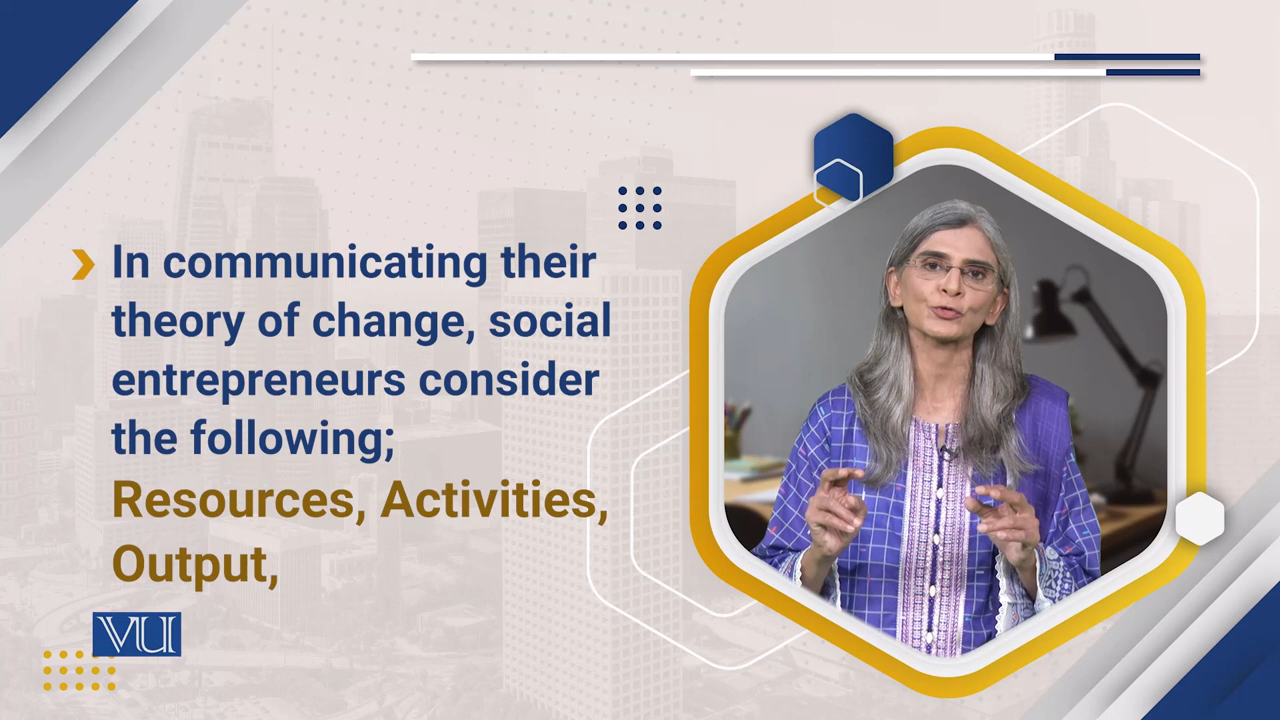 In communicating their
theory of change, social
entrepreneurs consider
the following;
Resources, Activities,
Output,
VU